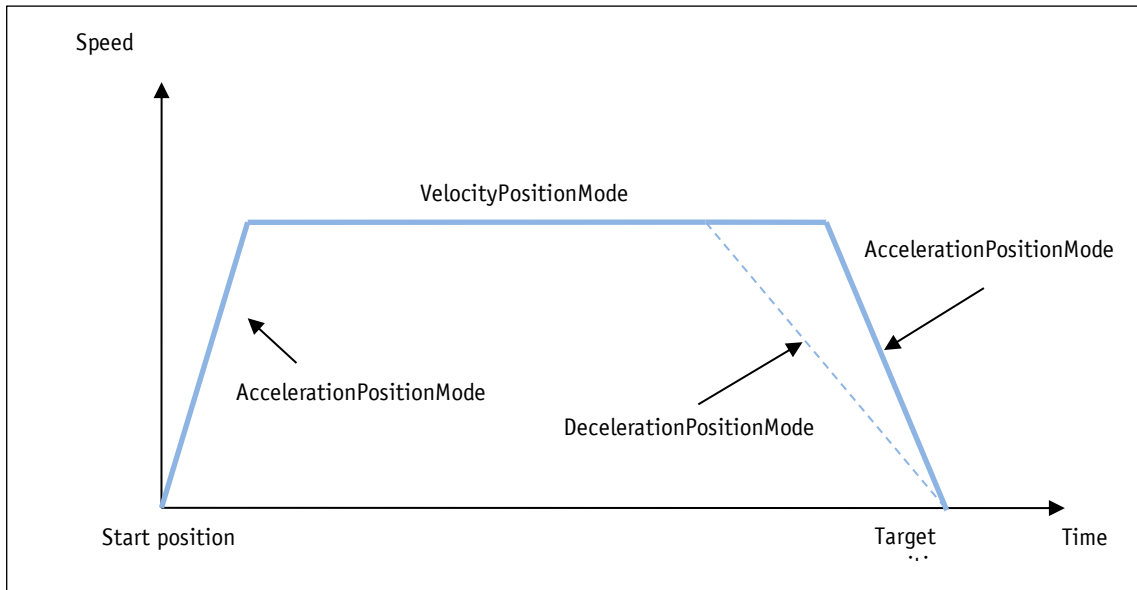 Speed
VelocityPositionMode
AccelerationPositionMode
AccelerationPositionMode
DecelerationPositionMode
Start position
Target
Time